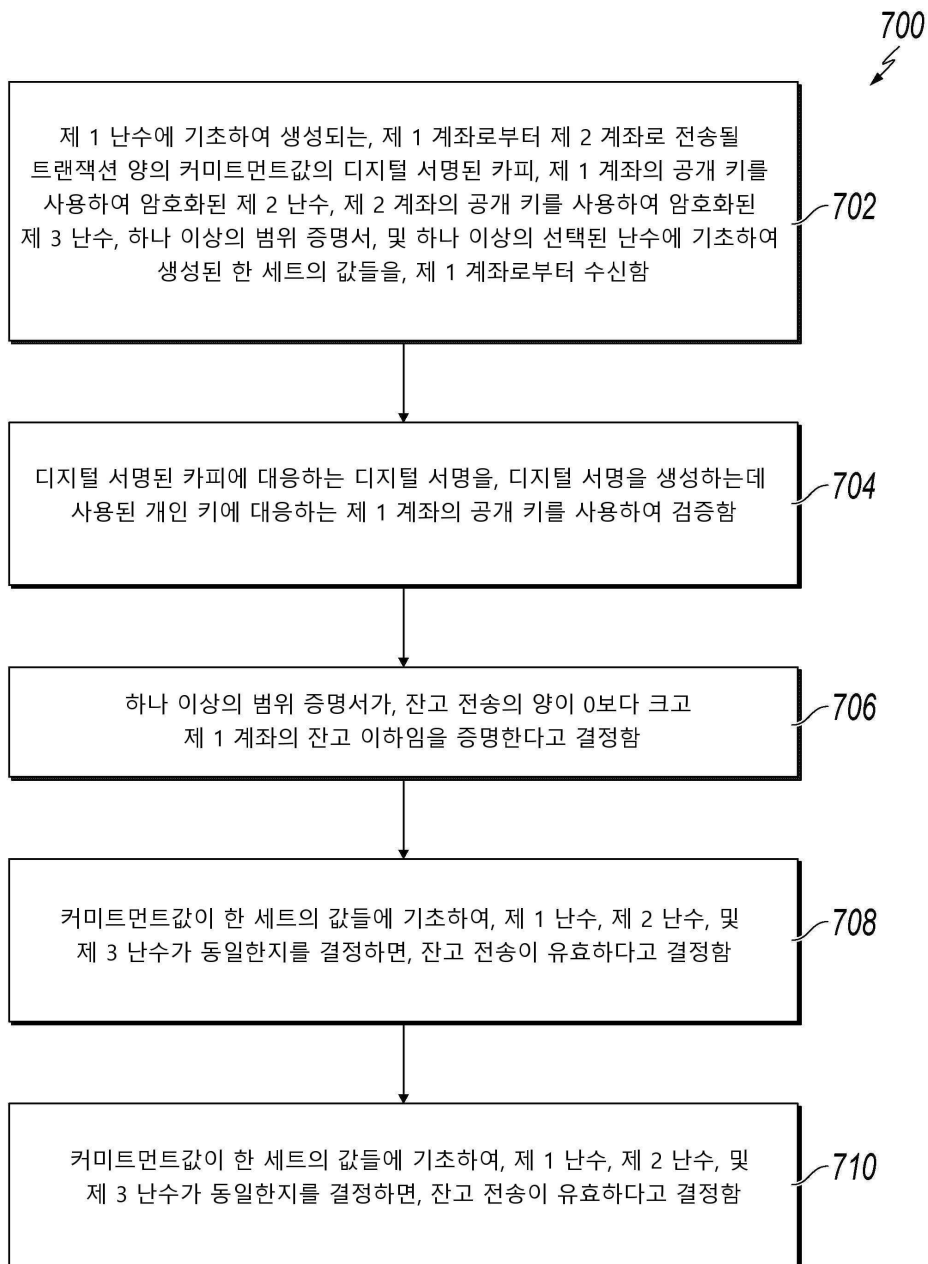 700
제 1 난수에 기초하여 생성되는, 제 1 계좌로부터 제 2 계좌로 전송될
트랜잭션 양의 커미트먼트값의 디지털 서명된 카피, 제 1 계좌의 공개 키를
사용하여 암호화된 제 2 난수, 제 2 계좌의 공개 키를 사용하여 암호화된
제 3 난수, 하나 이상의 범위 증명서, 및 하나 이상의 선택된 난수에 기초하여
생성된 한 세트의 값들을, 제 1 계좌로부터 수신함
702
디지털 서명된 카피에 대응하는 디지털 서명을, 디지털 서명을 생성하는데
사용된 개인 키에 대응하는 제 1 계좌의 공개 키를 사용하여 검증함
704
하나 이상의 범위 증명서가, 잔고 전송의 양이 0보다 크고
제 1 계좌의 잔고 이하임을 증명한다고 결정함
706
커미트먼트값이 한 세트의 값들에 기초하여, 제 1 난수, 제 2 난수, 및
제 3 난수가 동일한지를 결정하면, 잔고 전송이 유효하다고 결정함
708
커미트먼트값이 한 세트의 값들에 기초하여, 제 1 난수, 제 2 난수, 및
제 3 난수가 동일한지를 결정하면, 잔고 전송이 유효하다고 결정함
710